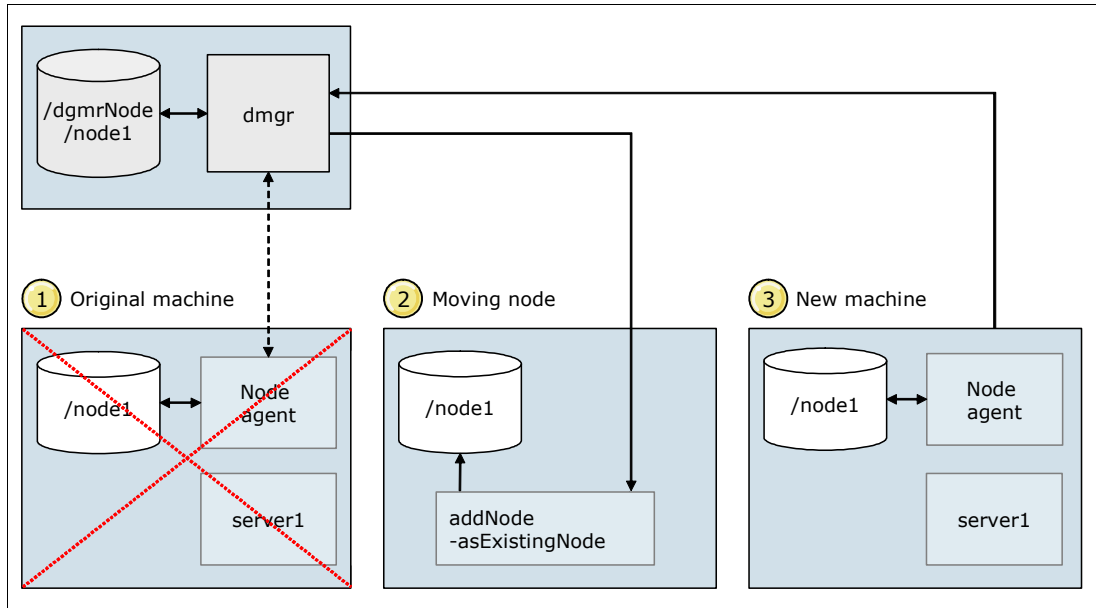 /dgmrNode
/node1
dmgr
1 Original machine
2 Moving node
3 New machine
/node1
Node
agent
server1
/node1
addNode
-asExistingNode
/node1
Node
agent
server1